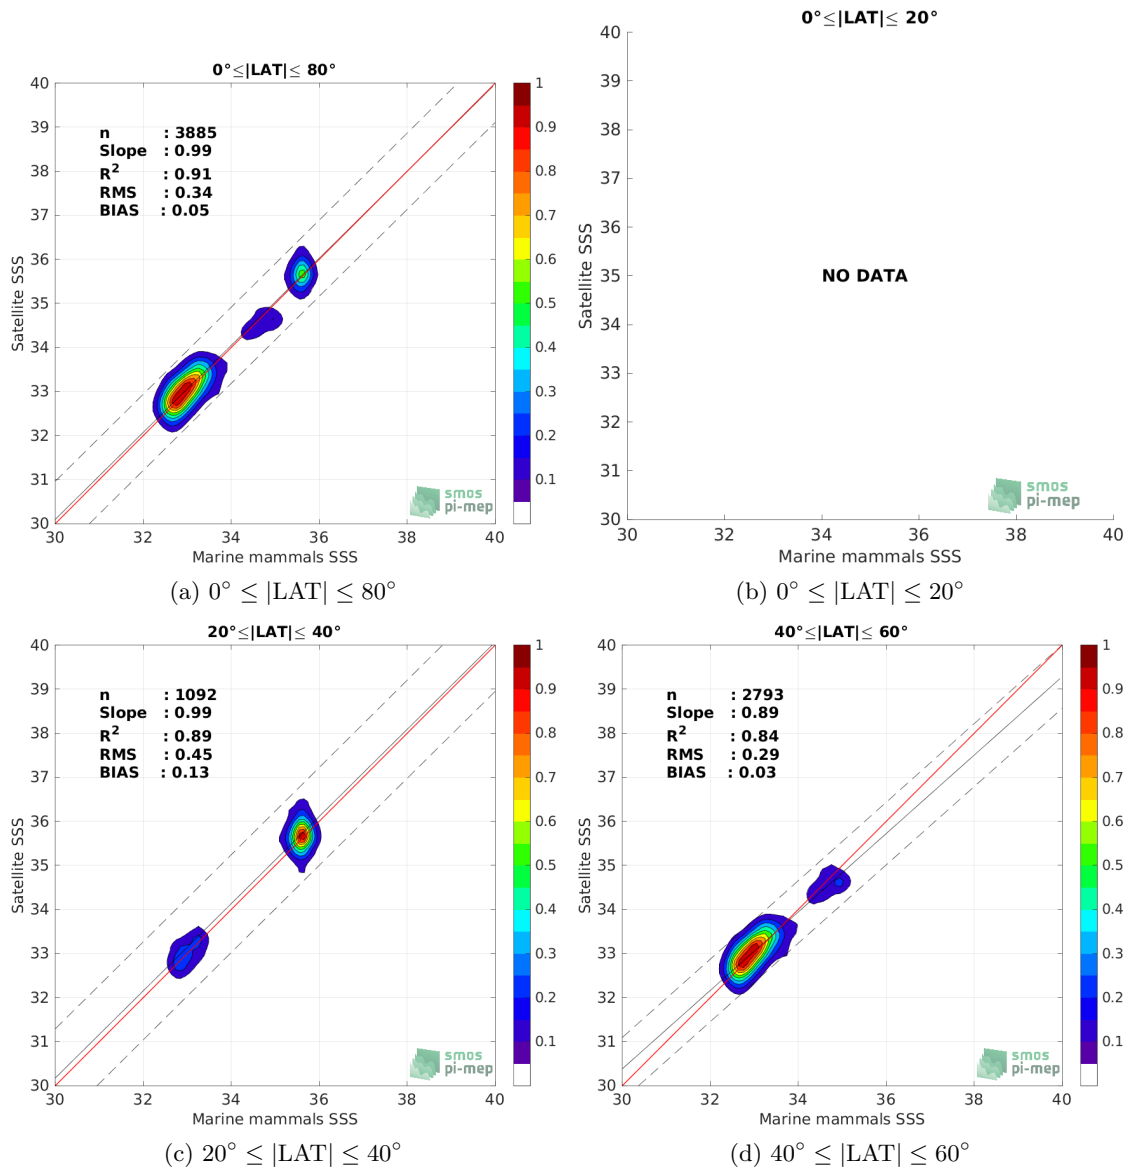 0°≤|LAT|≤ 80°
n : 3885
Slope : 0.99
R² : 0.91
RMS : 0.34
BIAS : 0.05
40
39
38
37
36
35
34
33
32
31
30
Satellite SSS
30 32 34 36 38 40
Marine mammals SSS
1
0.9
0.8
0.7
0.6
0.5
0.4
0.3
0.2
0.1
smos
pi-mep
(a) 0° ≤ |LAT| ≤ 80°
0°≤|LAT|≤ 20°
40
39
38
37
36
35
34
33
32
31
30
Satellite SSS
NO DATA
smos
pi-mep
30 32 34 36 38 40
Marine mammals SSS
(b) 0° ≤ |LAT| ≤ 20°
20°≤|LAT|≤ 40°
n : 1092
Slope : 0.99
R² : 0.89
RMS : 0.45
BIAS : 0.13
40
39
38
37
36
35
34
33
32
31
30
Satellite SSS
30 32 34 36 38 40
Marine mammals SSS
1
0.9
0.8
0.7
0.6
0.5
0.4
0.3
0.2
0.1
smos
pi-mep
(c) 20° ≤ |LAT| ≤ 40°
40°≤|LAT|≤ 60°
n : 2793
Slope : 0.89
R² : 0.84
RMS : 0.29
BIAS : 0.03
40
39
38
37
36
35
34
33
32
31
30
Satellite SSS
30 32 34 36 38 40
Marine mammals SSS
1
0.9
0.8
0.7
0.6
0.5
0.4
0.3
0.2
0.1
smos
pi-mep
(d) 40° ≤ |LAT| ≤ 60°